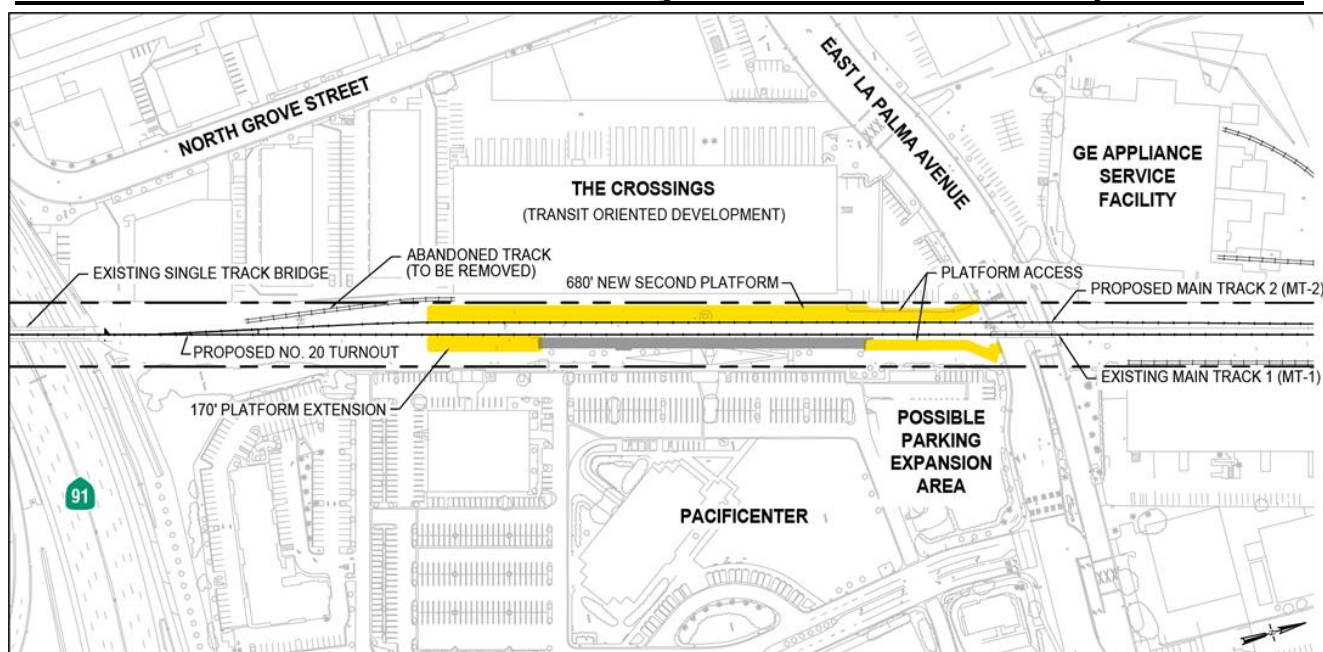 NORTH GROVE STREET
EAST LA PALMA AVENUE
GE APPLIANCE
SERVICE
FACILITY
THE CROSSINGS
(TRANSIT ORIENTED DEVELOPMENT)
EXISTING SINGLE TRACK BRIDGE
ABANDONED TRACK
(TO BE REMOVED)
680' NEW SECOND PLATFORM
PLATFORM ACCESS
PROPOSED MAIN TRACK 2 (MT-2)
PROPOSED NO. 20 TURNOUT
EXISTING MAIN TRACK 1 (MT-1)
170' PLATFORM EXTENSION
POSSIBLE
PARKING
EXPANSION
AREA
91
PACIFICENTER